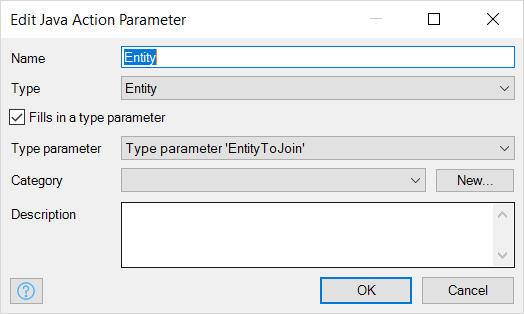 Edit Java Action Parameter
Name Entity
Type Entity
Fills in a type parameter
Type parameter Type parameter 'EntityToJoin'
Category New...
Description
? OK Cancel